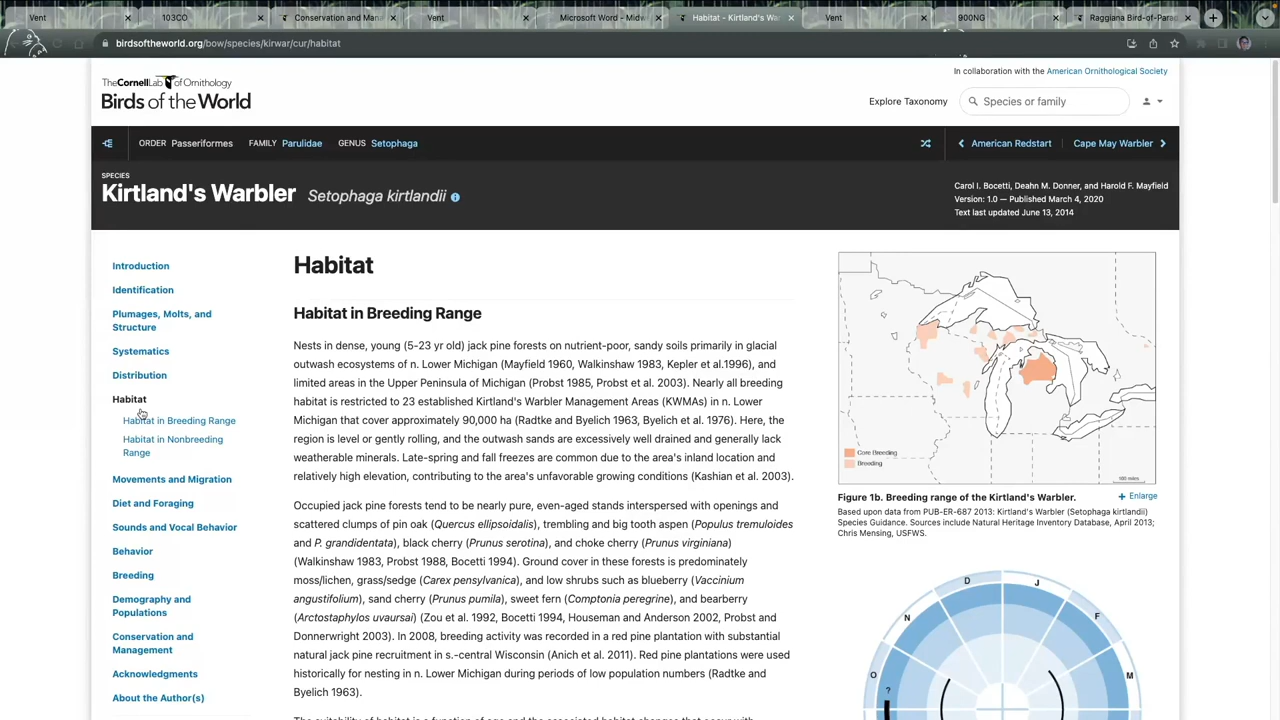 Vent
103CO
Conservation and Man
Vent
Microsoft Word - Midw
Habitat - Kirtland's Wa
Vent
900NG
Raggiana Bird-of-Parad
birdsoftheworld.org/bow/species/kirwar/cur/habitat
TheCornellLab of Ornithology
Birds of the World
In collaboration with the American Ornithological Society
Explore Taxonomy
Species or family
ORDER Passeriformes FAMILY Parulidae GENUS Setophaga
American Redstart
Cape May Warbler
SPECIES
Kirtland's Warbler Setophaga kirtlandii
Carol I. Bocetti, Deahn M. Donner, and Harold F. Mayfield
Version: 1.0 — Published March 4, 2020
Text last updated June 13, 2014
Introduction
Identification
Plumages, Molts, and
Structure
Systematics
Distribution
Habitat
Habitat in Breeding Range
Habitat in Nonbreeding
Range
Movements and Migration
Diet and Foraging
Sounds and Vocal Behavior
Behavior
Breeding
Demography and
Populations
Conservation and
Management
Acknowledgments
About the Author(s)
Habitat
Habitat in Breeding Range
Nests in dense, young (5-23 yr old) jack pine forests on nutrient-poor, sandy soils primarily in glacial
outwash ecosystems of n. Lower Michigan (Mayfield 1960, Walkinshaw 1983, Kepler et al.1996), and
limited areas in the Upper Peninsula of Michigan (Probst 1985, Probst et al. 2003). Nearly all breeding
habitat is restricted to 23 established Kirtland's Warbler Management Areas (KWMAs) in n. Lower
Michigan that cover approximately 90,000 ha (Radtke and Byelich 1963, Byelich et al. 1976). Here, the
region is level or gently rolling, and the outwash sands are excessively well drained and generally lack
weatherable minerals. Late-spring and fall freezes are common due to the area's inland location and
relatively high elevation, contributing to the area's unfavorable growing conditions (Kashian et al. 2003).
Occupied jack pine forests tend to be nearly pure, even-aged stands interspersed with openings and
scattered clumps of pin oak (Quercus ellipsoidalis), trembling and big tooth aspen (Populus tremuloides
and P. grandidentata), black cherry (Prunus serotina), and choke cherry (Prunus virginiana)
(Walkinshaw 1983, Probst 1988, Bocetti 1994). Ground cover in these forests is predominately
moss/lichen, grass/sedge (Carex pensylvanica), and low shrubs such as blueberry (Vaccinium
angustifolium), sand cherry (Prunus pumila), sweet fern (Comptonia peregrine), and bearberry
(Arctostaphylos uvaursai) (Zou et al. 1992, Bocetti 1994, Houseman and Anderson 2002, Probst and
Donnerwright 2003). In 2008, breeding activity was recorded in a red pine plantation with substantial
natural jack pine recruitment in s.-central Wisconsin (Anich et al. 2011). Red pine plantations were used
historically for nesting in n. Lower Michigan during periods of low population numbers (Radtke and
Byelich 1963).
The suitability of habitat is a function of age and the associated habitat changes that occur with
Core Breeding
Breeding
100 miles
Figure 1b. Breeding range of the Kirtland's Warbler.
Enlarge
Based upon data from PUB-ER-687 2013: Kirtland's Warbler (Setophaga kirtlandii)
Species Guidance. Sources include Natural Heritage Inventory Database, April 2013;
Chris Mensing, USFWS.
D
J
N
F
O
M
?